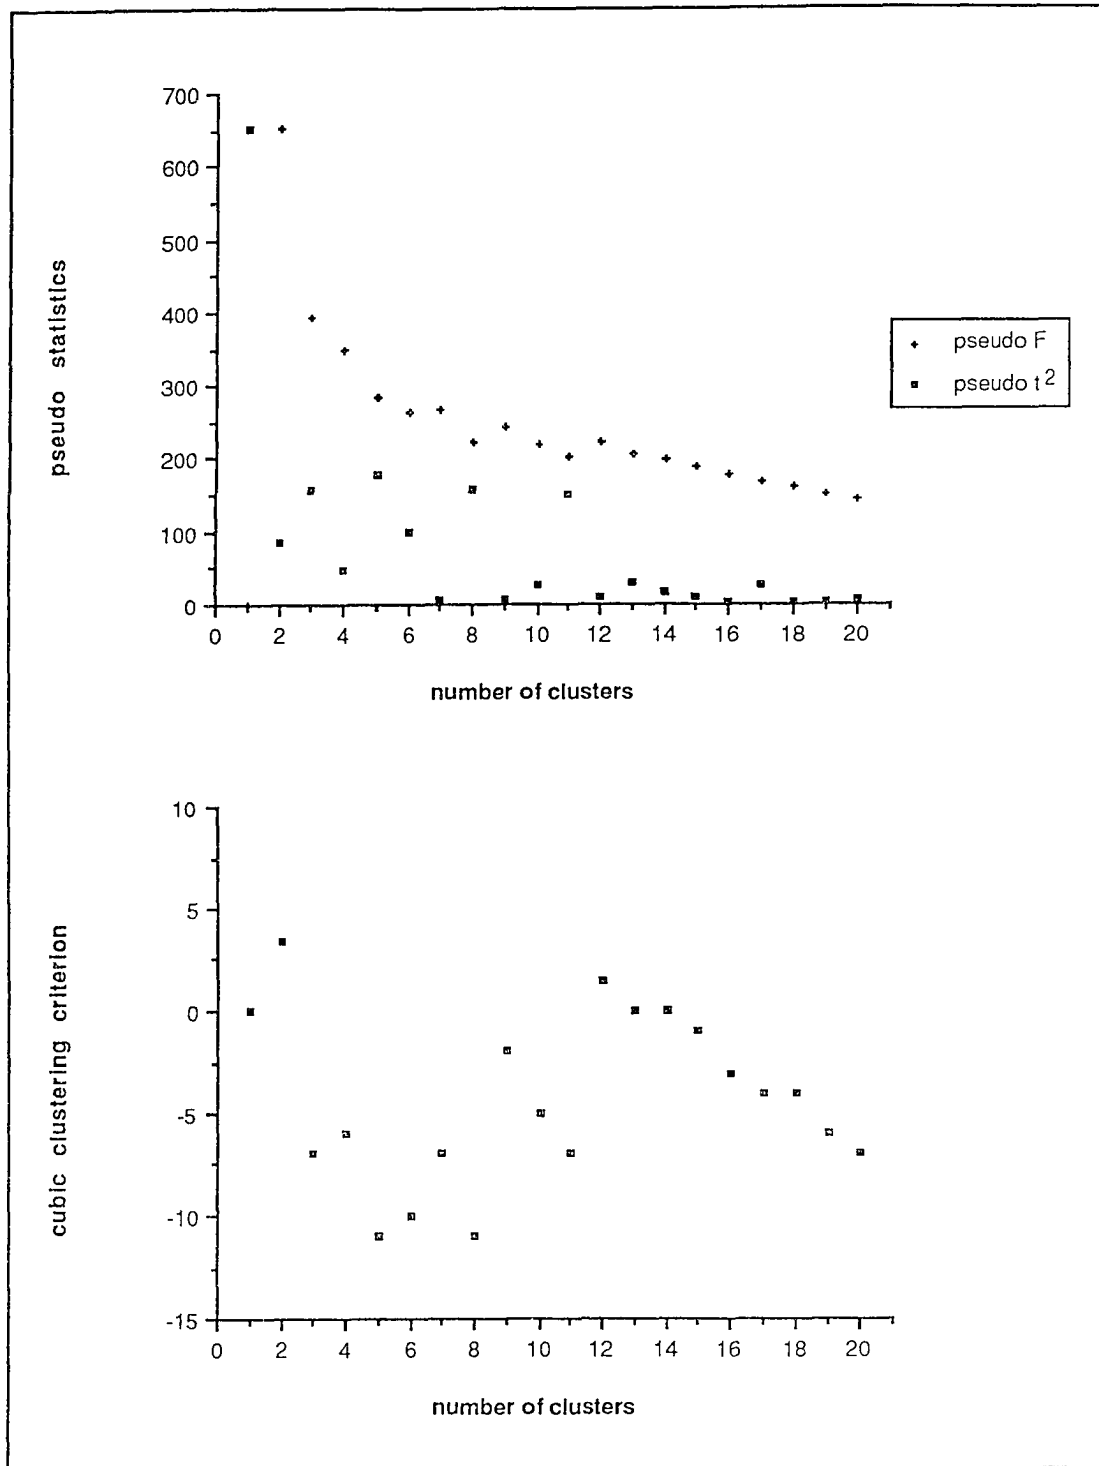 700
600
500
400
300
200
100
0
0 2 4 6 8 10 12 14 16 18 20
number of clusters
pseudo statistics
pseudo F
pseudo t2
10
5
0
-5
-10
-15
0 2 4 6 8 10 12 14 16 18 20
number of clusters
cubic clustering criterion